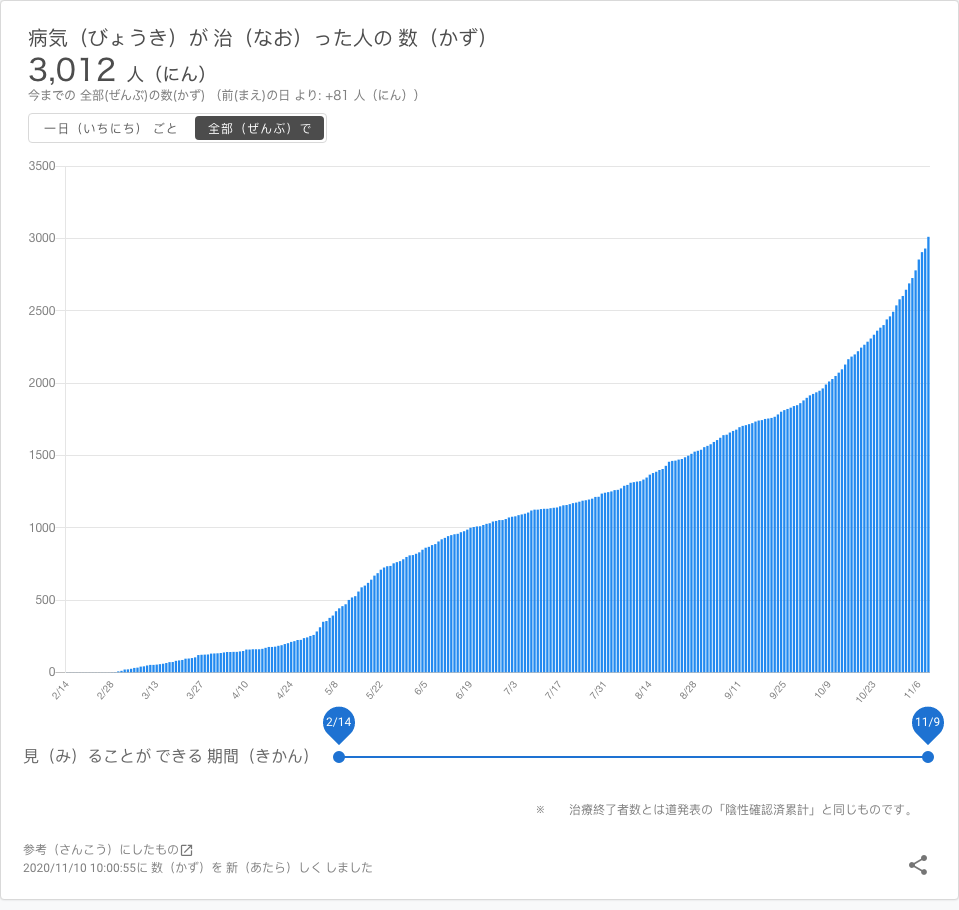 病気（びょうき）が 治（なお）った人の 数（かず）
3,012 人（にん）
今までの 全部(ぜんぶ)の数(かず) （前(まえ)の日 より: +81 人（にん））
一日（いちにち） ごと 全部（ぜんぶ）で
3500
3000
2500
2000
1500
1000
500
0
2/14 2/28 3/13 3/27 4/10 4/24 5/8 5/22 6/5 6/19 7/3 7/17 7/31 8/14 8/28 9/11 9/25 10/9 10/23 11/6
2/14 11/9
見（み）ることが できる 期間（きかん）
※ 治療終了者数とは道発表の「陰性確認済累計」と同じものです。
参考（さんこう）にしたもの
2020/11/10 10:00:55に 数（かず）を 新（あたら）しく しました